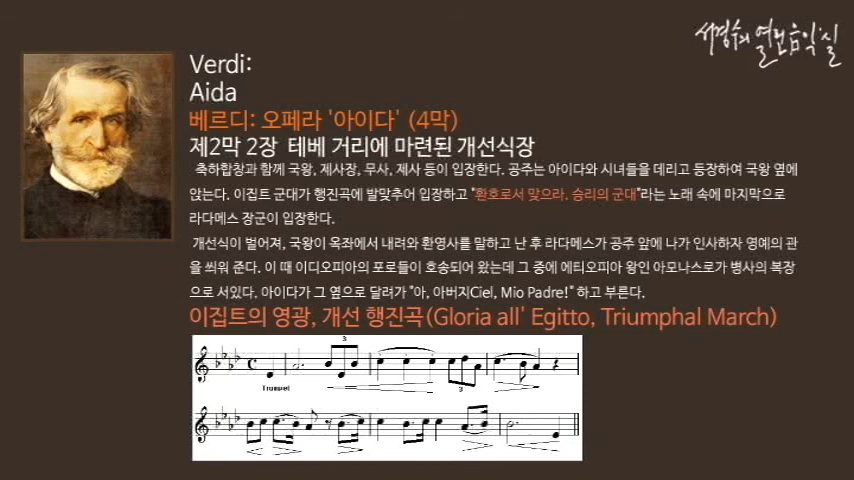 서경수의 열린音악실
Verdi:
Aida
베르디: 오페라 '아이다' (4막)
제2막 2장 테베 거리에 마련된 개선식장
축하합창과 함께 국왕, 제사장, 무사, 제사 등이 입장한다. 공주는 아이다와 시녀들을 데리고 등장하여 국왕 옆에
앉는다. 이집트 군대가 행진곡에 발맞추어 입장하고 "환호로서 맞으라. 승리의 군대"라는 노래 속에 마지막으로
라다메스 장군이 입장한다.
개선식이 벌어져, 국왕이 옥좌에서 내려와 환영사를 말하고 난 후 라다메스가 공주 앞에 나가 인사하자 영예의 관
을 씌워 준다. 이 때 이디오피아의 포로들이 호송되어 왔는데 그 중에 에티오피아 왕인 아모나스로가 병사의 복장
으로 서있다. 아이다가 그 옆으로 달려가 "아, 아버지Ciel, Mio Padre!" 하고 부른다.
이집트의 영광, 개선 행진곡(Gloria all' Egitto, Triumphal March)
3
Trumpet
3